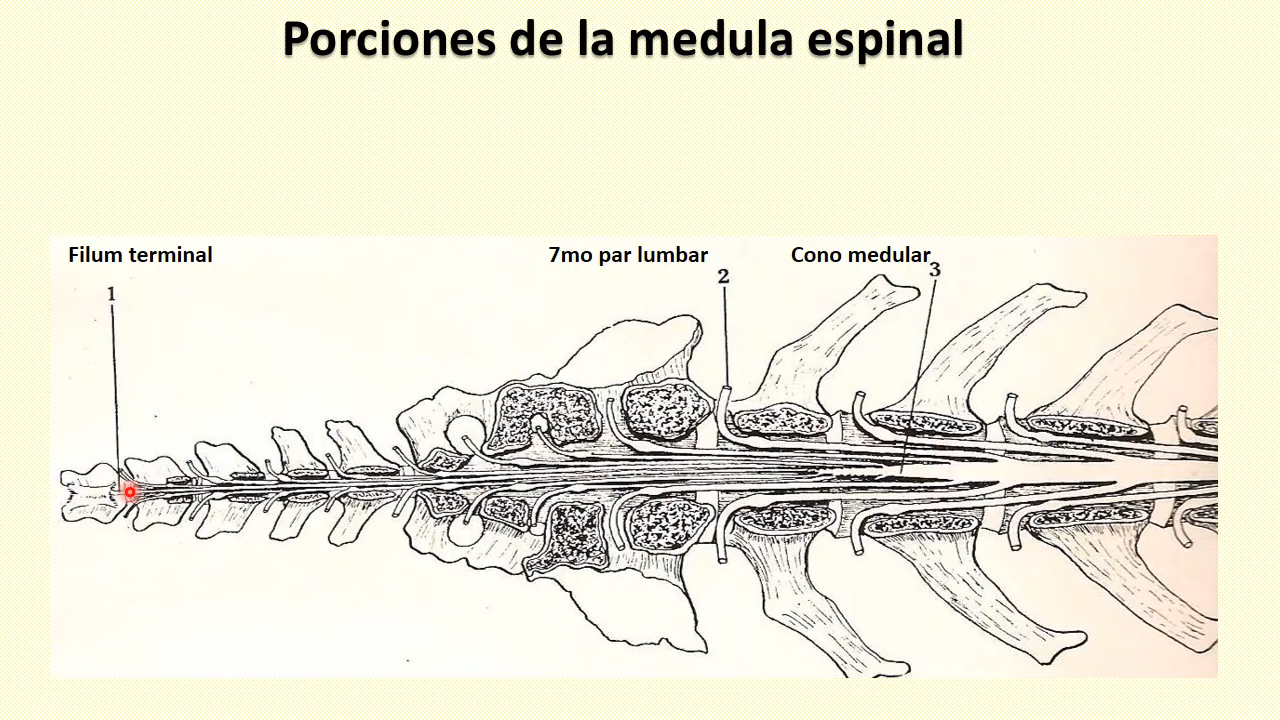 Porciones de la medula espinal
Filum terminal
7mo par lumbar
Cono medular
1
2
3